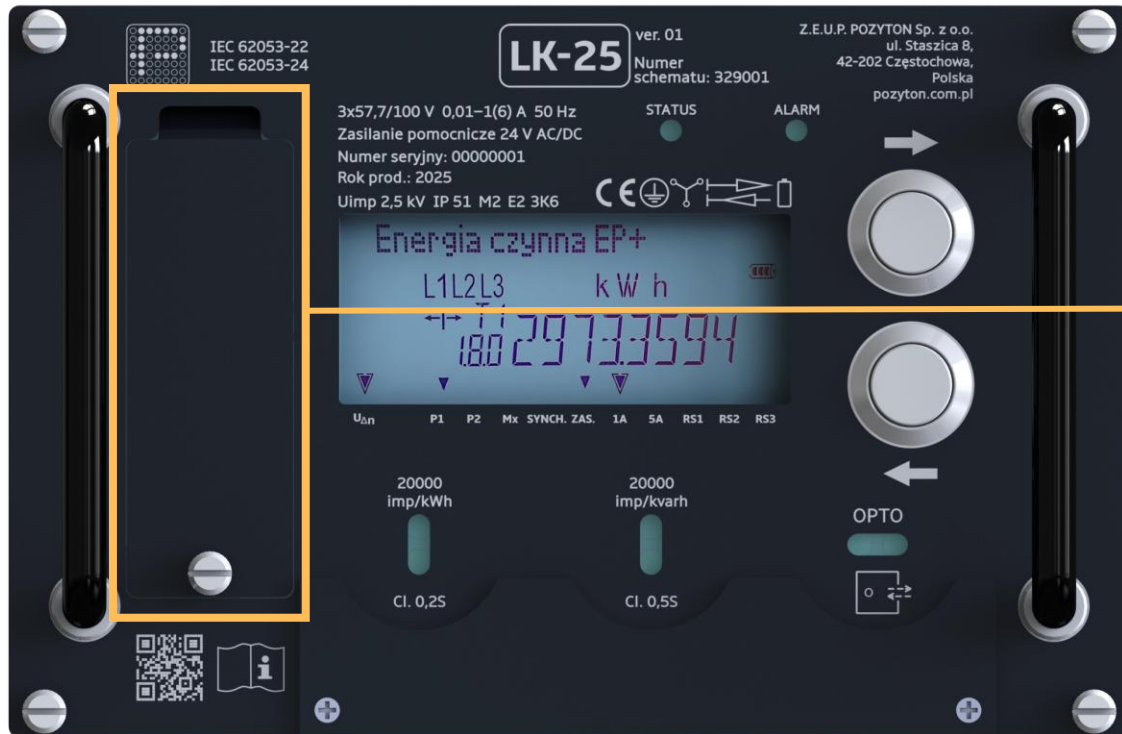 IEC 62053-22
IEC 62053-24
LK-25
ver. 01
Numer
schematu: 329001
Z.E.U.P. POZYTON Sp. z o.o.
ul. Staszica 8,
42-202 Częstochowa,
Polska
pozyton.com.pl
3x57,7/100 V 0,01–1(6) A 50 Hz
Zasilanie pomocnicze 24 V AC/DC
Numer seryjny: 00000001
Rok prod.: 2025
Uimp 2,5 kV IP 51 M2 E2 3K6
STATUS
ALARM
CE
Energia czynna EP+
L1L2L3 kWh
T1
1.8.0 2973.3594
UΔn P1 P2 Mx SYNCH. ZAS. 1A 5A RS1 RS2 RS3
20000
imp/kWh
Cl. 0,2S
20000
imp/kvarh
Cl. 0,5S
OPTO
i